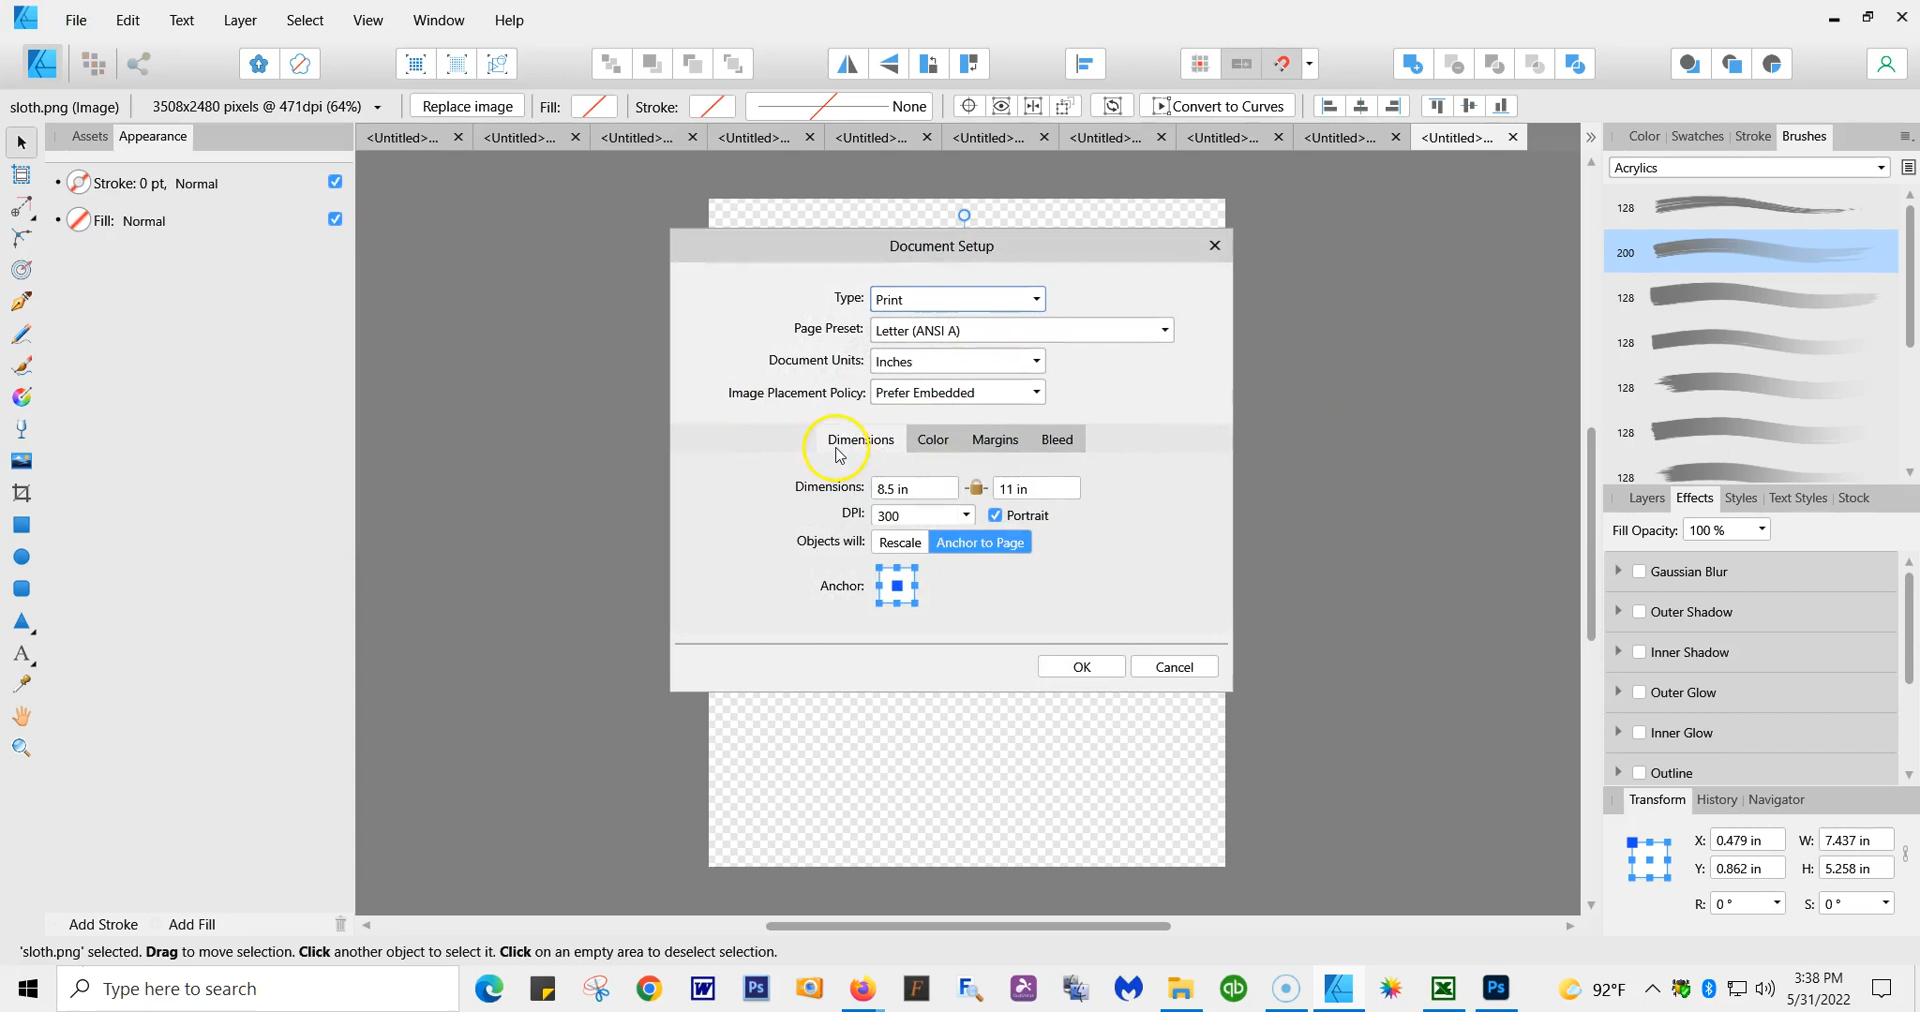 File Edit Text Layer Select View Window Help
sloth.png (Image) 3508x2480 pixels @ 471dpi (64%) Replace image Fill: Stroke: None Convert to Curves
Assets Appearance <Untitled>... <Untitled>... <Untitled>... <Untitled>... <Untitled>... <Untitled>... <Untitled>... <Untitled>... <Untitled>... <Untitled>... Color Swatches Stroke Brushes
Acrylics
Stroke: 0 pt, Normal
Fill: Normal
128
200
128
128
128
128
128
Document Setup
Type: Print
Page Preset: Letter (ANSI A)
Document Units: Inches
Image Placement Policy: Prefer Embedded
Dimensions Color Margins Bleed
Dimensions: 8.5 in 11 in
DPI: 300 Portrait
Objects will: Rescale Anchor to Page
Anchor:
OK Cancel
Layers Effects Styles Text Styles Stock
Fill Opacity: 100 %
Gaussian Blur
Outer Shadow
Inner Shadow
Outer Glow
Inner Glow
Outline
Transform History Navigator
X: 0.479 in W: 7.437 in
Y: 0.862 in H: 5.258 in
R: 0 ° S: 0 °
Add Stroke Add Fill
'sloth.png' selected. Drag to move selection. Click another object to select it. Click on an empty area to deselect selection.
Type here to search
W Ps F F qb Ps
92°F
3:38 PM
5/31/2022